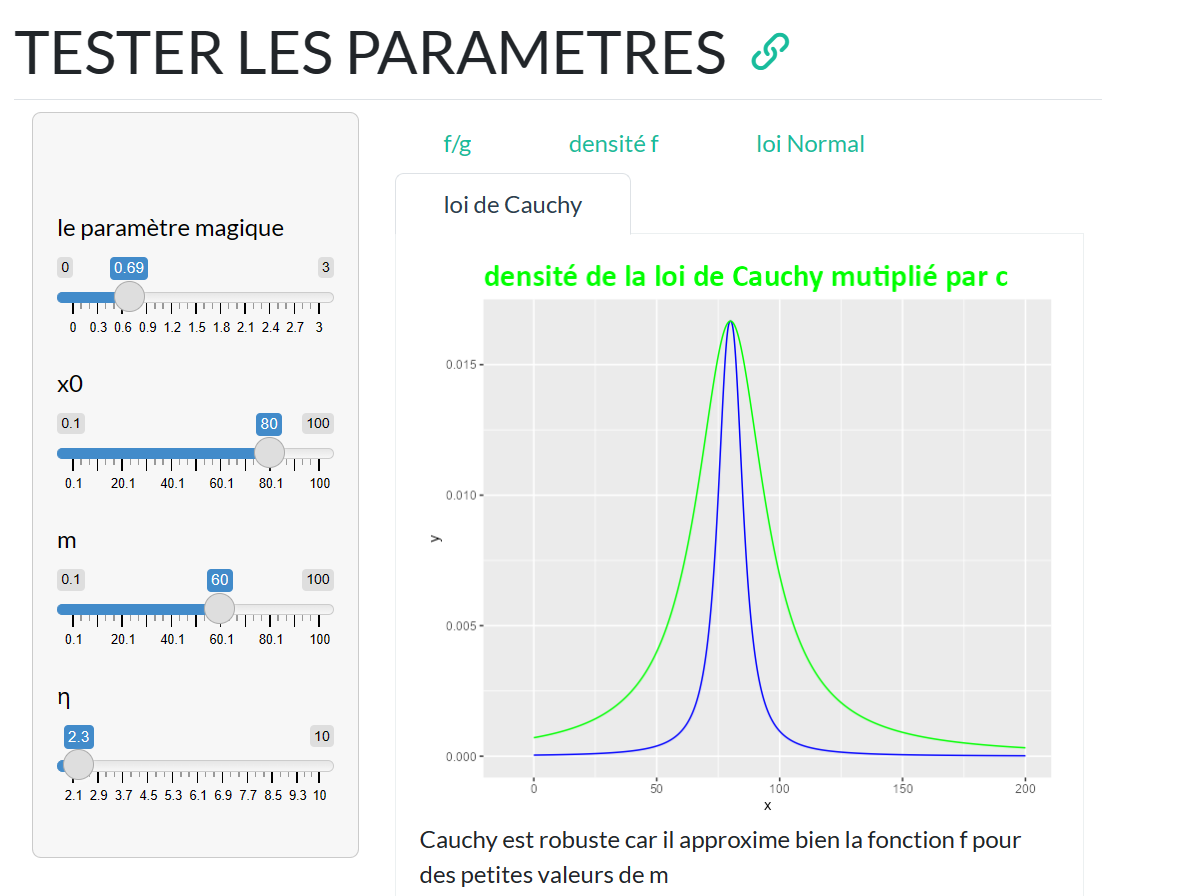 TESTER LES PARAMETRES
f/g densité f loi Normal
loi de Cauchy
le paramètre magique
0 0.69 3
0 0.3 0.6 0.9 1.2 1.5 1.8 2.1 2.4 2.7 3
x0
0.1 80 100
0.1 20.1 40.1 60.1 80.1 100
m
0.1 60 100
0.1 20.1 40.1 60.1 80.1 100
η
2.3 10
2.1 2.9 3.7 4.5 5.3 6.1 6.9 7.7 8.5 9.3 10
densité de la loi de Cauchy mutiplié par c
0.015
0.010
y
0.005
0.000
0 50 100 150 200
x
Cauchy est robuste car il approxime bien la fonction f pour
des petites valeurs de m